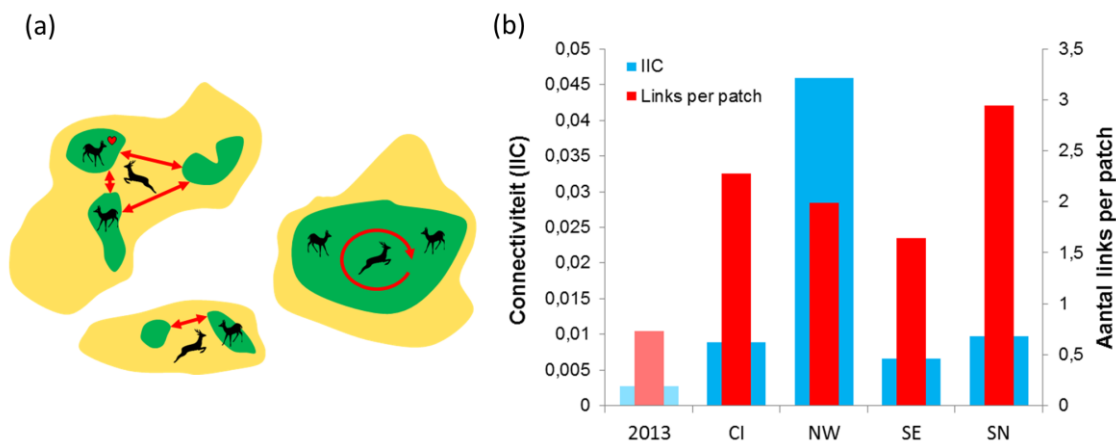 (a)
(b)
Connectiviteit (IIC)
0,05
0,045
0,04
0,035
0,03
0,025
0,02
0,015
0,01
0,005
0
IIC
Links per patch
3,5
3
2,5
2
1,5
1
0,5
0
Aantal links per patch
2013 CI NW SE SN